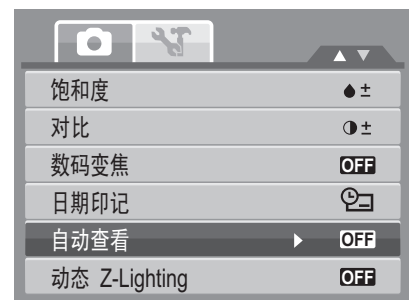 饱和度 ±
对比 ±
数码变焦 OFF
日期印记
自动查看 OFF
动态 Z-Lighting OFF